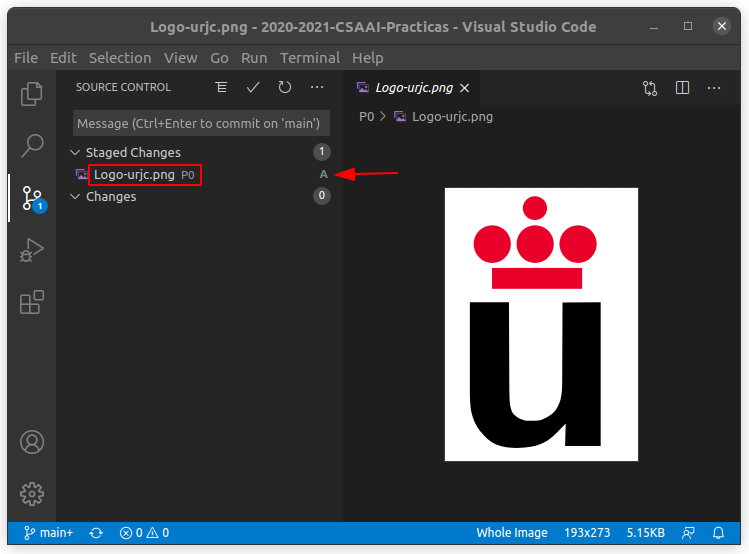 Logo-urjc.png - 2020-2021-CSAAI-Practicas - Visual Studio Code
File Edit Selection View Go Run Terminal Help
SOURCE CONTROL
Message (Ctrl+Enter to commit on 'main')
Staged Changes 1
Logo-urjc.png P0 A
Changes 0
1
Logo-urjc.png
P0 > Logo-urjc.png
u
main+ 0 0 Whole Image 193x273 5.15KB